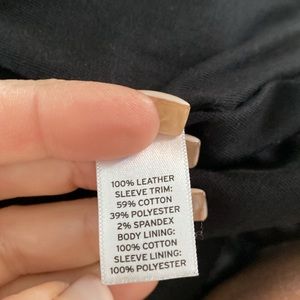 100% LEATHER
SLEEVE TRIM:
59% COTTON
39% POLYESTER
2% SPANDEX
BODY LINING:
100% COTTON
SLEEVE LINING:
100% POLYESTER